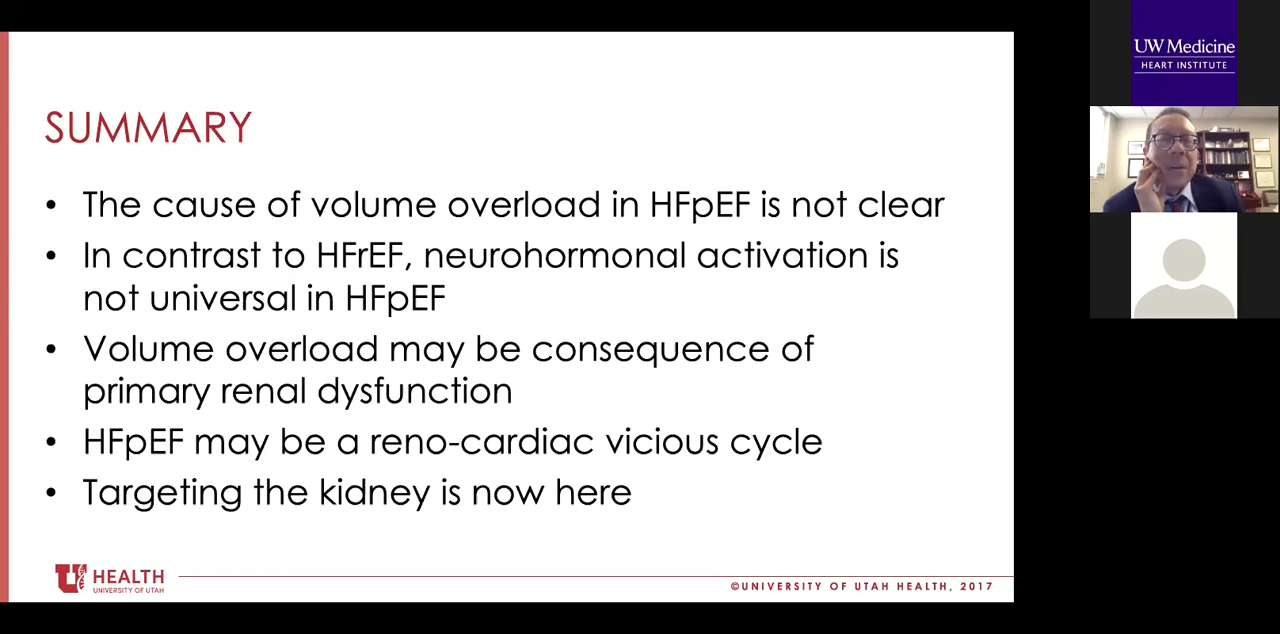 SUMMARY
• The cause of volume overload in HFpEF is not clear
• In contrast to HFrEF, neurohormonal activation is
not universal in HFpEF
• Volume overload may be consequence of
primary renal dysfunction
• HFpEF may be a reno-cardiac vicious cycle
• Targeting the kidney is now here
U HEALTH
UNIVERSITY OF UTAH
©UNIVERSITY OF UTAH HEALTH, 2017
UW Medicine
HEART INSTITUTE